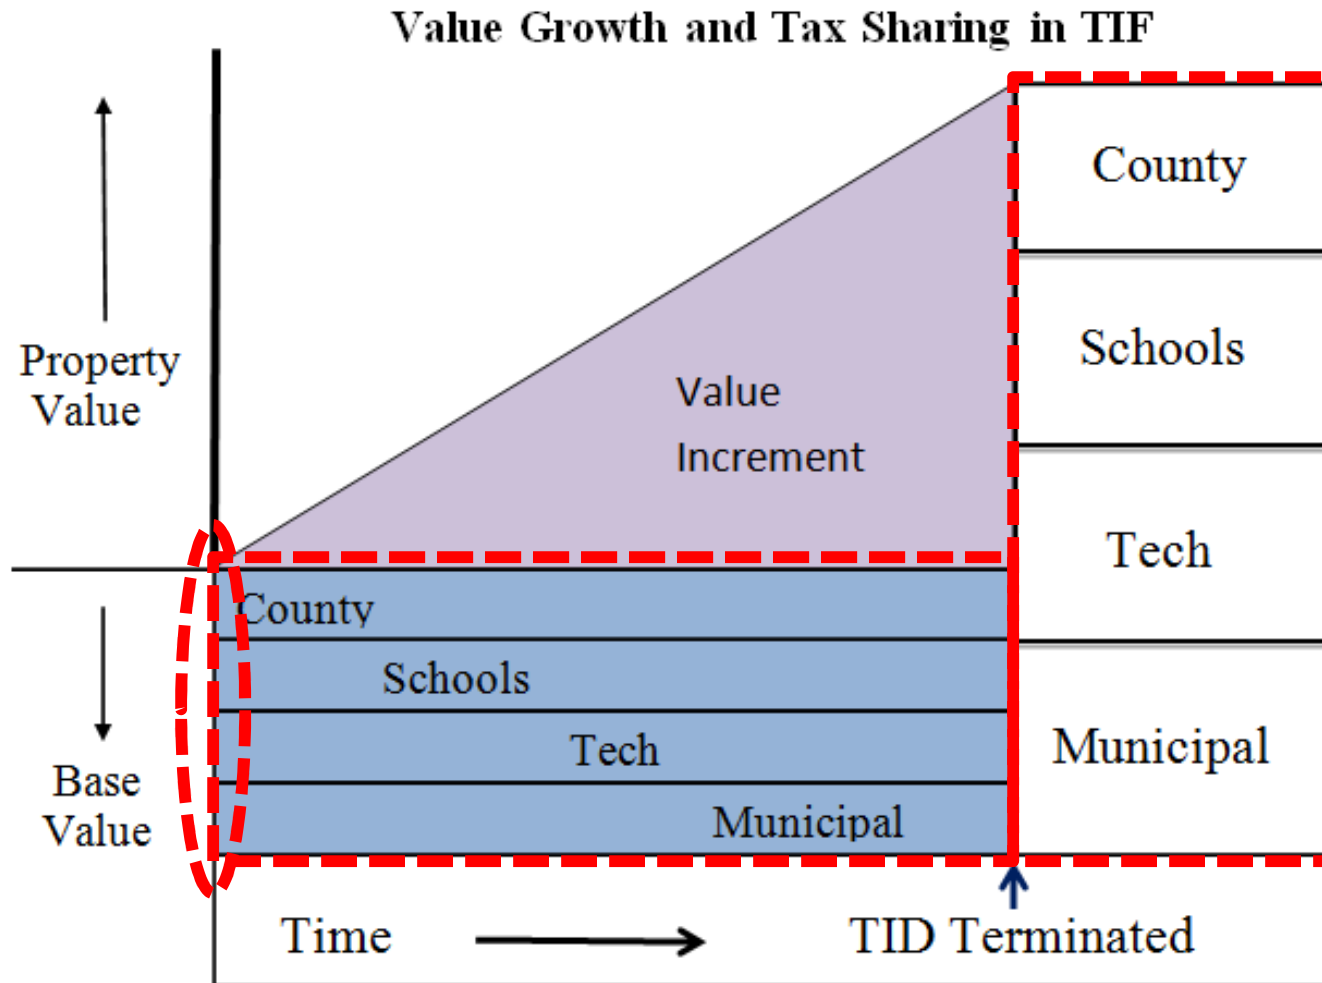 Value Growth and Tax Sharing in TIF
Property
Value
Base
Value
Value
Increment
County
Schools
Tech
Municipal
County
Schools
Tech
Municipal
Time
TID Terminated